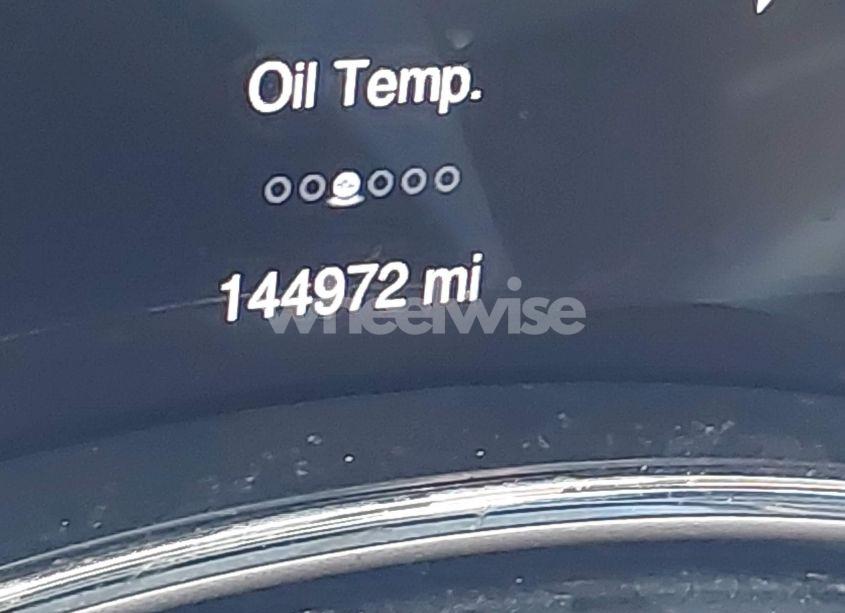 Oil Temp.
144972 mi
wheelwise